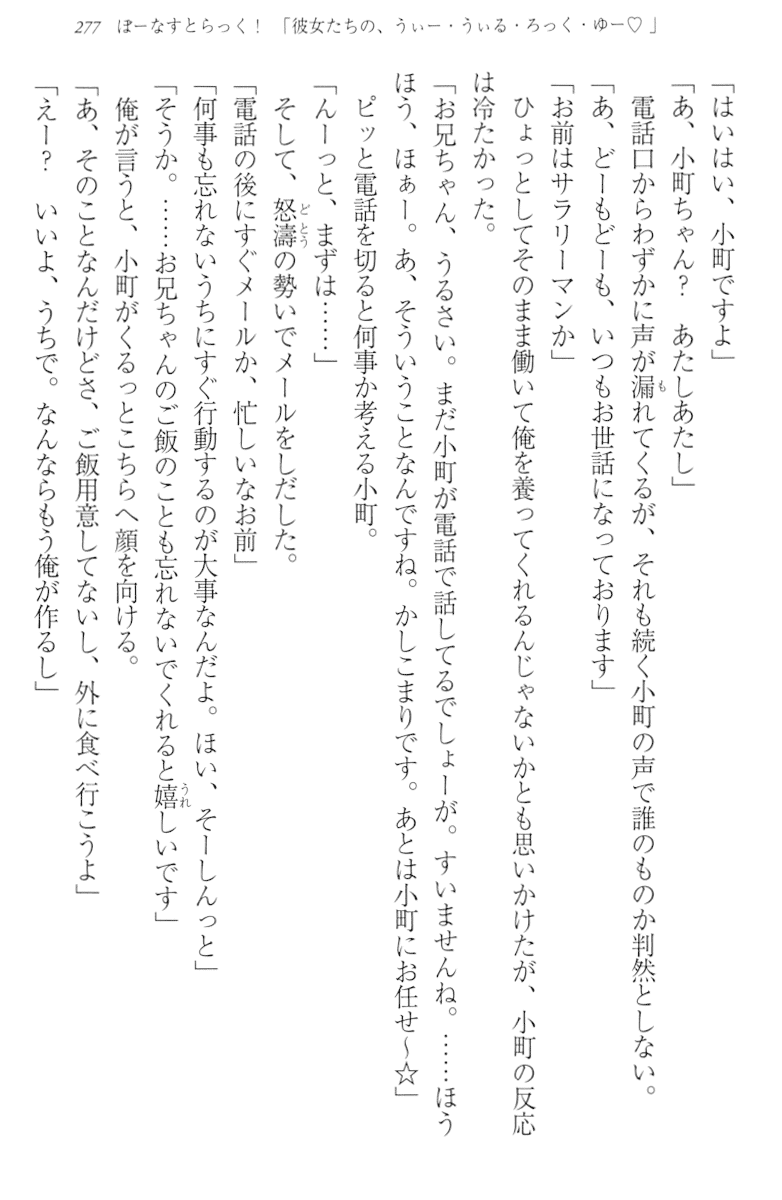 277　ぼーなすとらっく！　「彼女たちの、うぃー・うぃる・ろっく・ゆー♡」
「はいはい、小町ですよ」
「あ、小町ちゃん？　あたしあたし」
　電話口からわずかに声が漏れてくるが、それも続く小町の声で誰のものか判然としない。
「あ、どーもどーも、いつもお世話になっております」
「お前はサラリーマンか」
　ひょっとしてそのまま働いて俺を養ってくれるんじゃないかとも思いかけたが、小町の反応
は冷たかった。
「お兄ちゃん、うるさい。まだ小町が電話で話してるでしょーが。すいませんね。……ほう
ほう、ほぁー。あ、そういうことなんですね。かしこまりです。あとは小町にお任せ～☆」
　ピッと電話を切ると何事か考える小町。
「んーっと、まずは……」
　そして、怒濤の勢いでメールをしだした。
「電話の後にすぐメールか、忙しいなお前」
「何事も忘れないうちにすぐ行動するのが大事なんだよ。ほい、そーしんっと」
「そうか。……お兄ちゃんのご飯のことも忘れないでくれると嬉しいです」
　俺が言うと、小町がくるっとこちらへ顔を向ける。
「あ、そのことなんだけどさ、ご飯用意してないし、外に食べ行こうよ」
「えー？　いいよ、うちで。なんならもう俺が作るし」